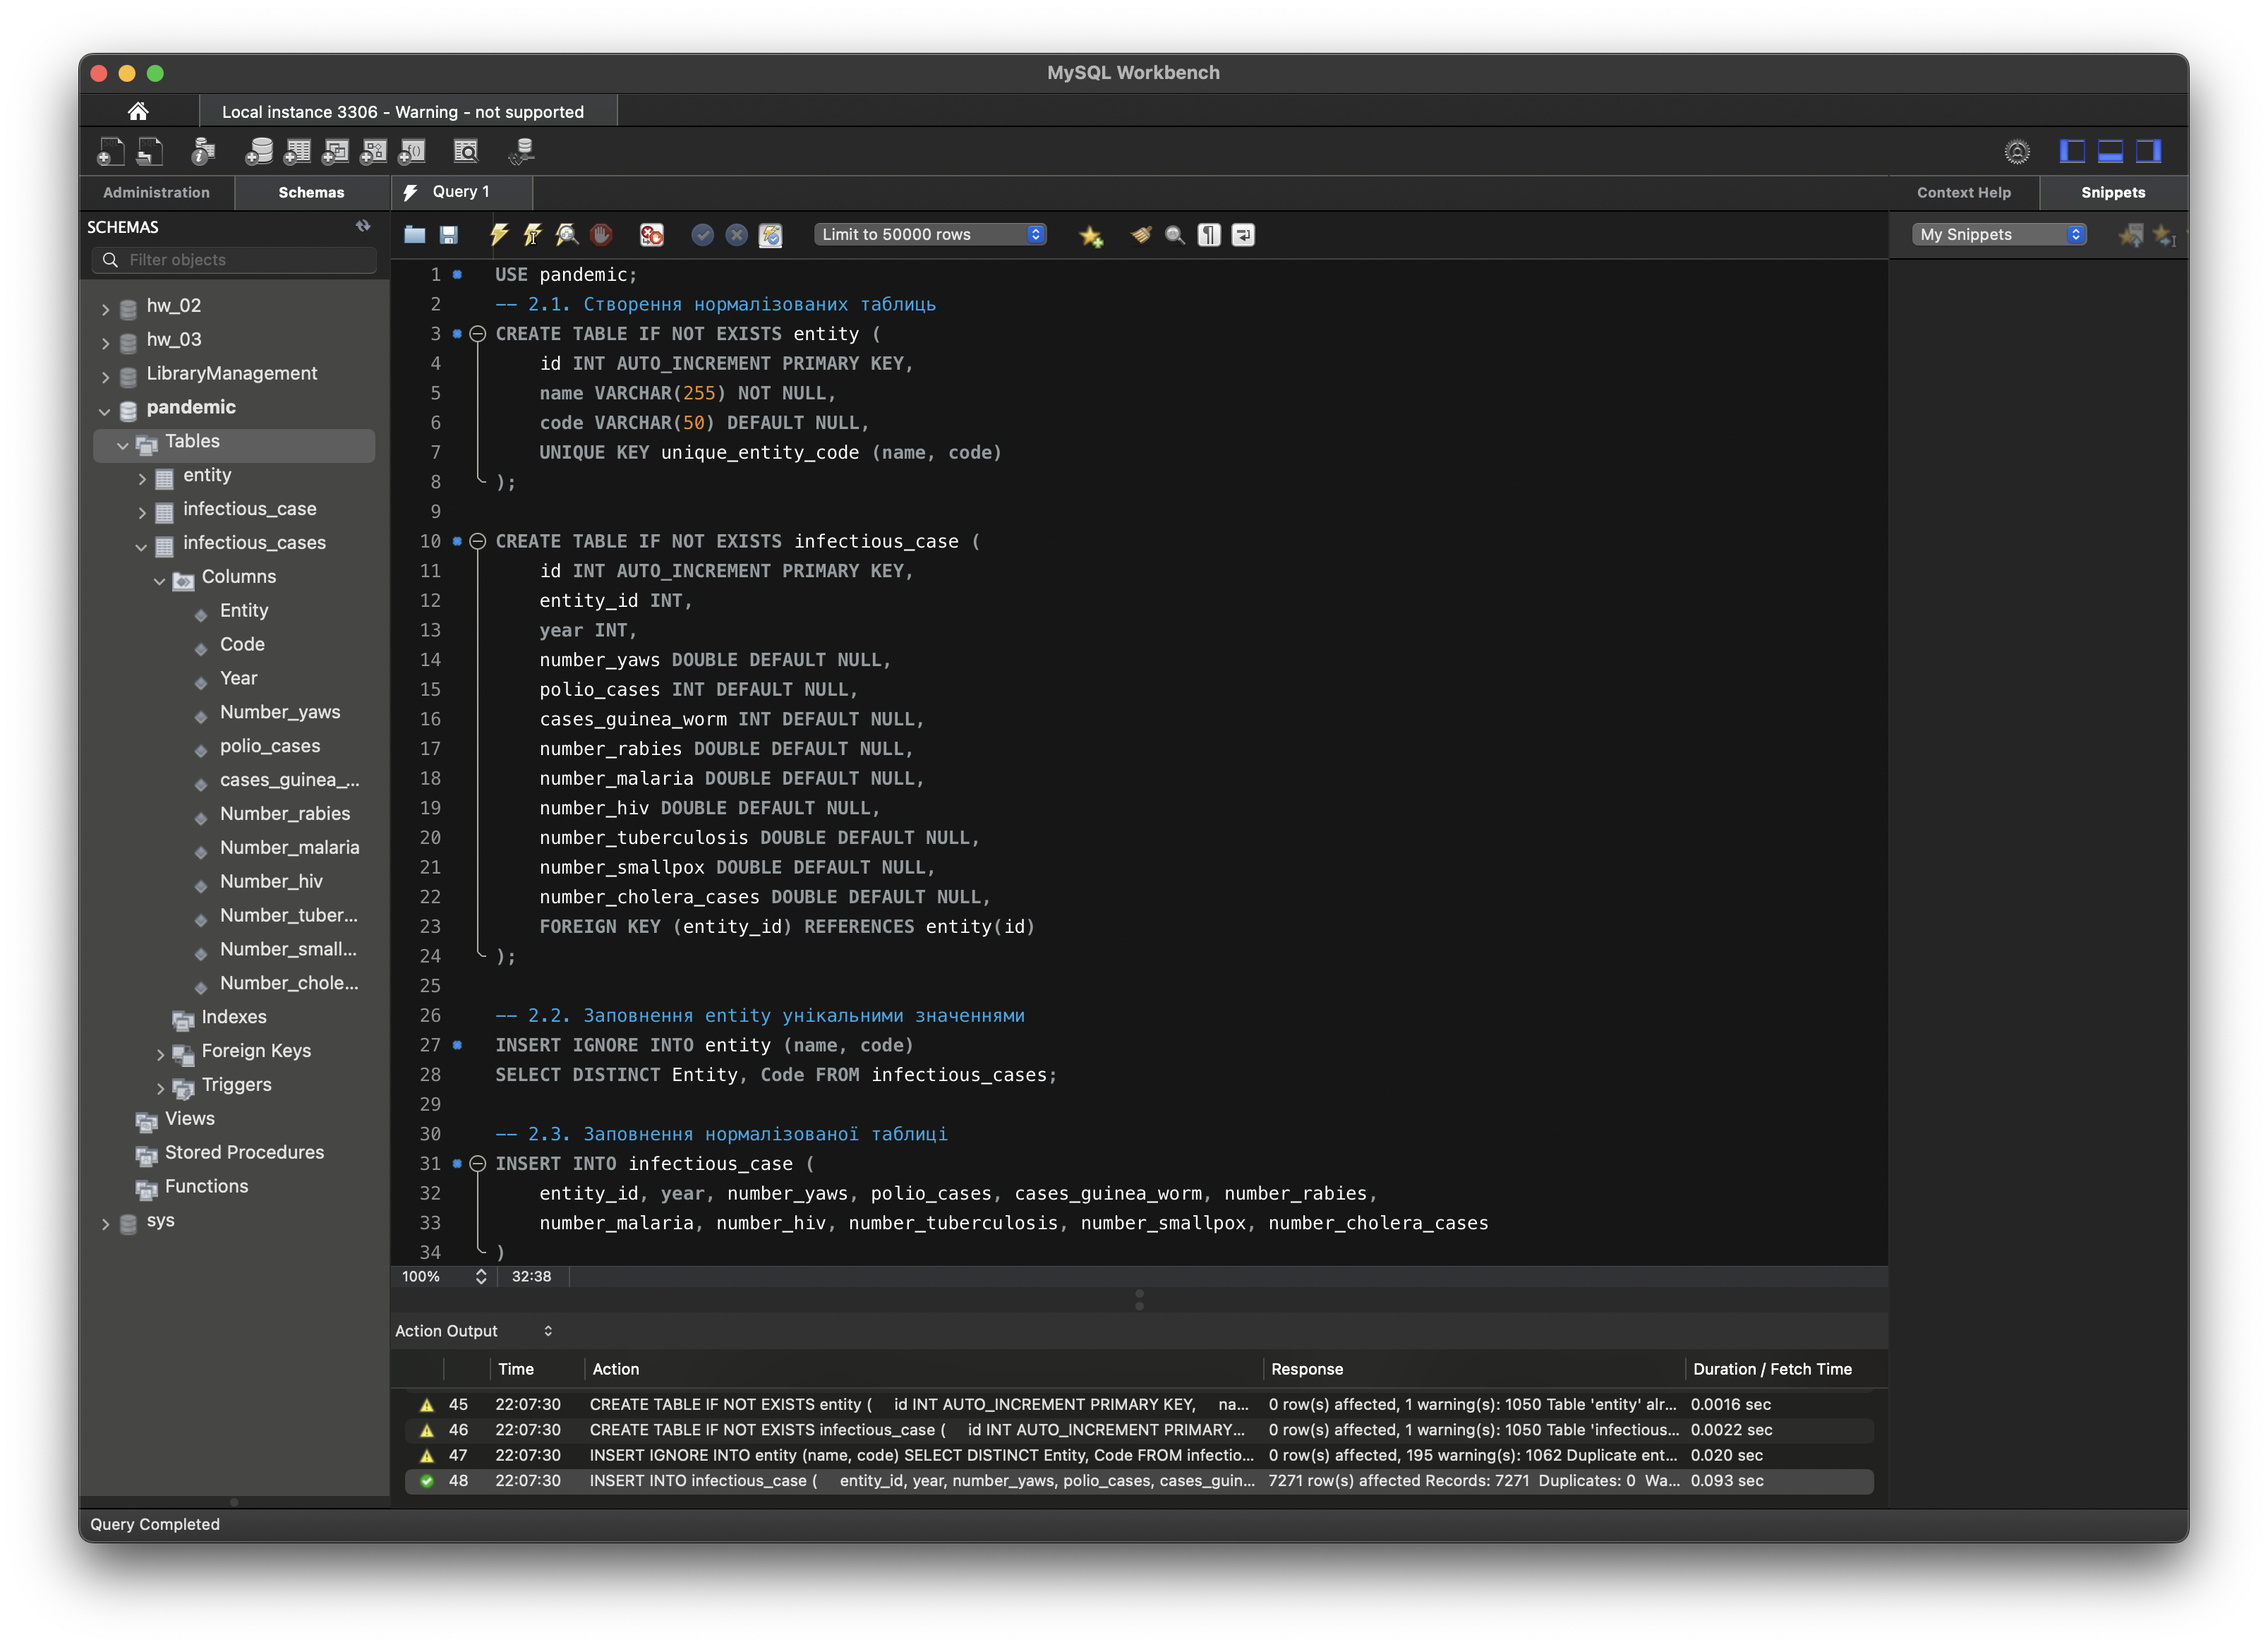 MySQL Workbench
Local instance 3306 - Warning - not supported
Administration
Schemas
Query 1
Context Help
Snippets
SCHEMAS
Filter objects
hw_02
hw_03
LibraryManagement
pandemic
Tables
entity
infectious_case
infectious_cases
Columns
Entity
Code
Year
Number_yaws
polio_cases
cases_guinea_...
Number_rabies
Number_malaria
Number_hiv
Number_tuber...
Number_small...
Number_chole...
Indexes
Foreign Keys
Triggers
Views
Stored Procedures
Functions
sys
Limit to 50000 rows
My Snippets
1 USE pandemic;
2 -- 2.1. Створення нормалізованих таблиць
3 CREATE TABLE IF NOT EXISTS entity (
4 id INT AUTO_INCREMENT PRIMARY KEY,
5 name VARCHAR(255) NOT NULL,
6 code VARCHAR(50) DEFAULT NULL,
7 UNIQUE KEY unique_entity_code (name, code)
8 );
9
10 CREATE TABLE IF NOT EXISTS infectious_case (
11 id INT AUTO_INCREMENT PRIMARY KEY,
12 entity_id INT,
13 year INT,
14 number_yaws DOUBLE DEFAULT NULL,
15 polio_cases INT DEFAULT NULL,
16 cases_guinea_worm INT DEFAULT NULL,
17 number_rabies DOUBLE DEFAULT NULL,
18 number_malaria DOUBLE DEFAULT NULL,
19 number_hiv DOUBLE DEFAULT NULL,
20 number_tuberculosis DOUBLE DEFAULT NULL,
21 number_smallpox DOUBLE DEFAULT NULL,
22 number_cholera_cases DOUBLE DEFAULT NULL,
23 FOREIGN KEY (entity_id) REFERENCES entity(id)
24 );
25
26 -- 2.2. Заповнення entity унікальними значеннями
27 INSERT IGNORE INTO entity (name, code)
28 SELECT DISTINCT Entity, Code FROM infectious_cases;
29
30 -- 2.3. Заповнення нормалізованої таблиці
31 INSERT INTO infectious_case (
32 entity_id, year, number_yaws, polio_cases, cases_guinea_worm, number_rabies,
33 number_malaria, number_hiv, number_tuberculosis, number_smallpox, number_cholera_cases
34 )
100% 32:38
Action Output
Time Action Response Duration / Fetch Time
45 22:07:30 CREATE TABLE IF NOT EXISTS entity ( id INT AUTO_INCREMENT PRIMARY KEY, na... 0 row(s) affected, 1 warning(s): 1050 Table 'entity' alr... 0.0016 sec
46 22:07:30 CREATE TABLE IF NOT EXISTS infectious_case ( id INT AUTO_INCREMENT PRIMARY... 0 row(s) affected, 1 warning(s): 1050 Table 'infectious... 0.0022 sec
47 22:07:30 INSERT IGNORE INTO entity (name, code) SELECT DISTINCT Entity, Code FROM infectio... 0 row(s) affected, 195 warning(s): 1062 Duplicate ent... 0.020 sec
48 22:07:30 INSERT INTO infectious_case ( entity_id, year, number_yaws, polio_cases, cases_guin... 7271 row(s) affected Records: 7271 Duplicates: 0 Wa... 0.093 sec
Query Completed